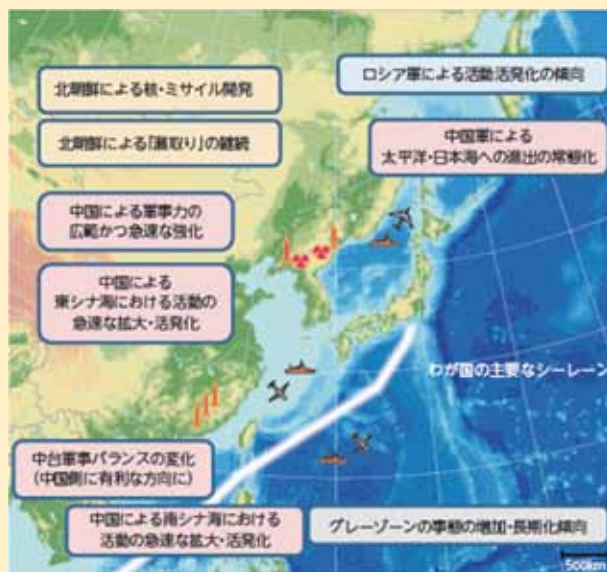 北朝鮮による核・ミサイル開発
北朝鮮による「瀬取り」の継続
中国による軍事力の
広範かつ急速な強化
中国による
東シナ海における活動の
急速な拡大・活発化
ロシア軍による活動活発化の傾向
中国軍による
太平洋・日本海への進出の常態化
わが国の主要なシーレーン
中台軍事バランスの変化
(中国側に有利な方向に)
中国による南シナ海における
活動の急速な拡大・活発化
グレーゾーンの事態の増加・長期化傾向
500km